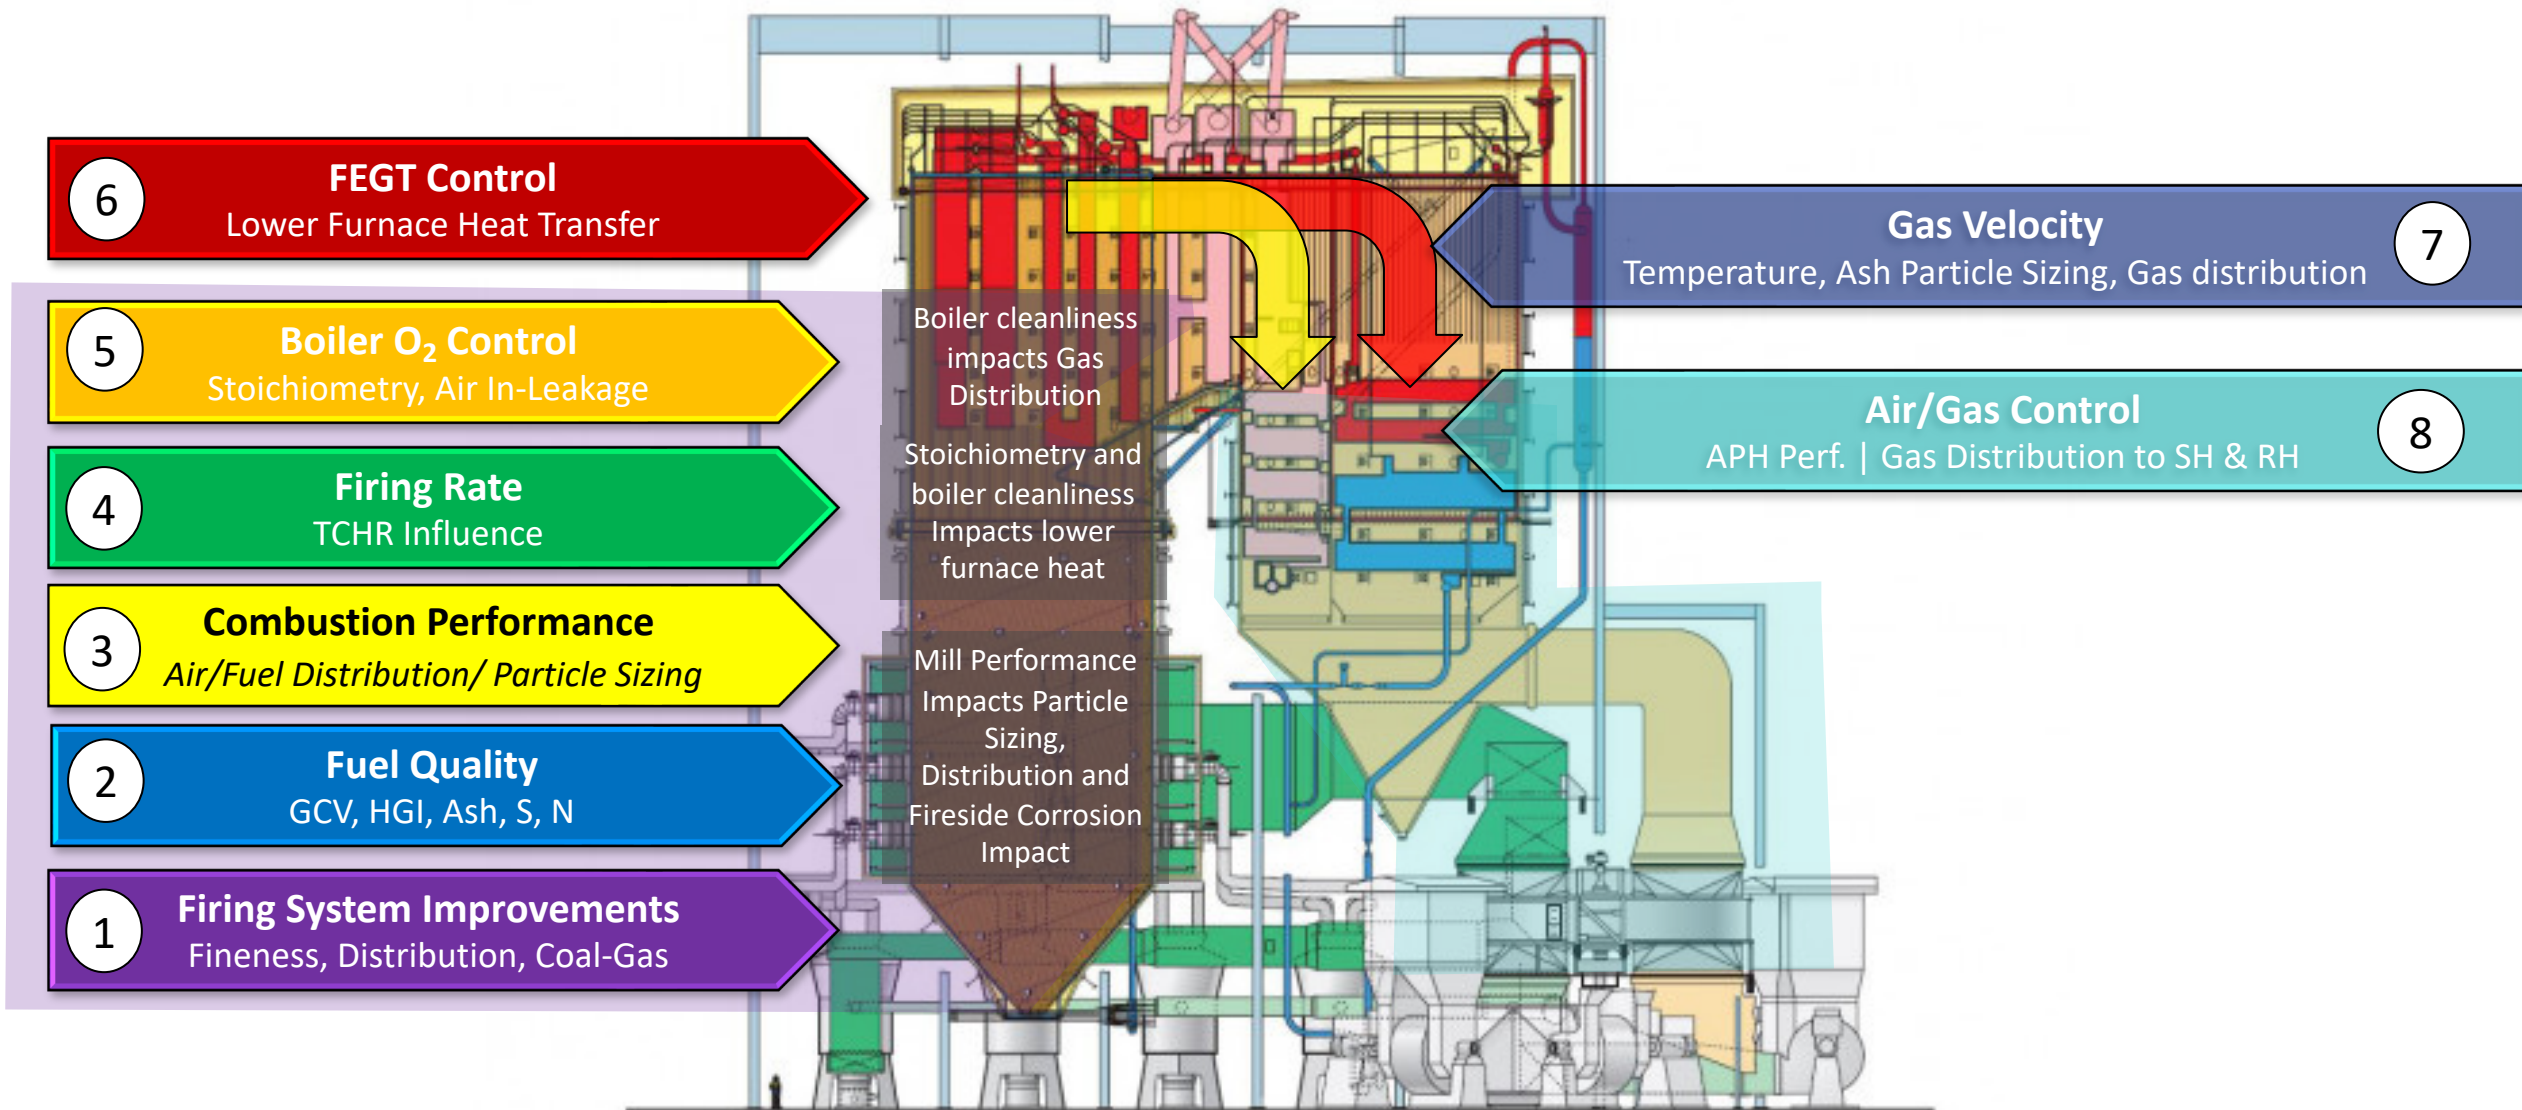 6
FEGT Control
Lower Furnace Heat Transfer
5
Boiler O₂ Control
Stoichiometry, Air In-Leakage
4
Firing Rate
TCHR Influence
3
Combustion Performance
Air/Fuel Distribution/ Particle Sizing
2
Fuel Quality
GCV, HGI, Ash, S, N
1
Firing System Improvements
Fineness, Distribution, Coal-Gas
Boiler cleanliness
impacts Gas
Distribution
Stoichiometry and
boiler cleanliness
Impacts lower
furnace heat
Mill Performance
Impacts Particle
Sizing,
Distribution and
Fireside Corrosion
Impact
Gas Velocity
Temperature, Ash Particle Sizing, Gas distribution
7
Air/Gas Control
APH Perf. | Gas Distribution to SH & RH
8